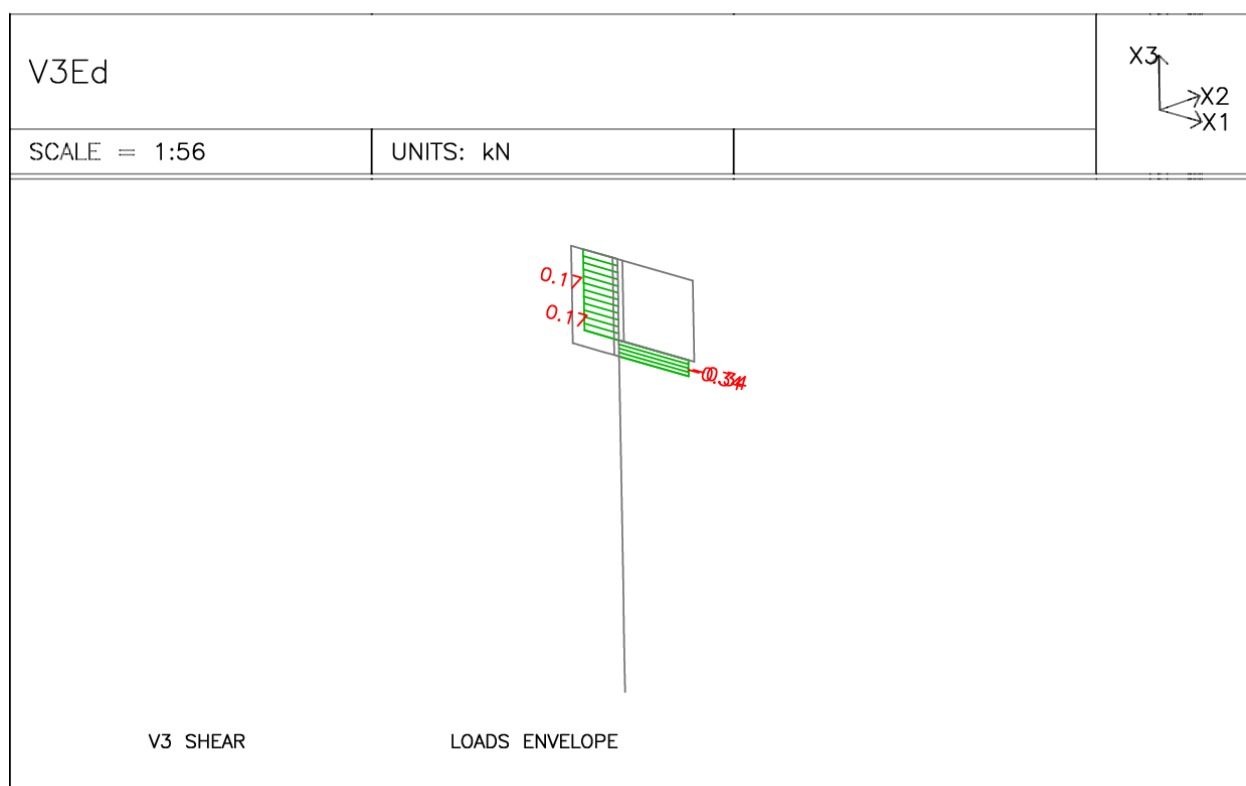 V3Ed
X3
X2
X1
SCALE = 1:56
UNITS: kN
0.17
0.17
V3 SHEAR
LOADS ENVELOPE